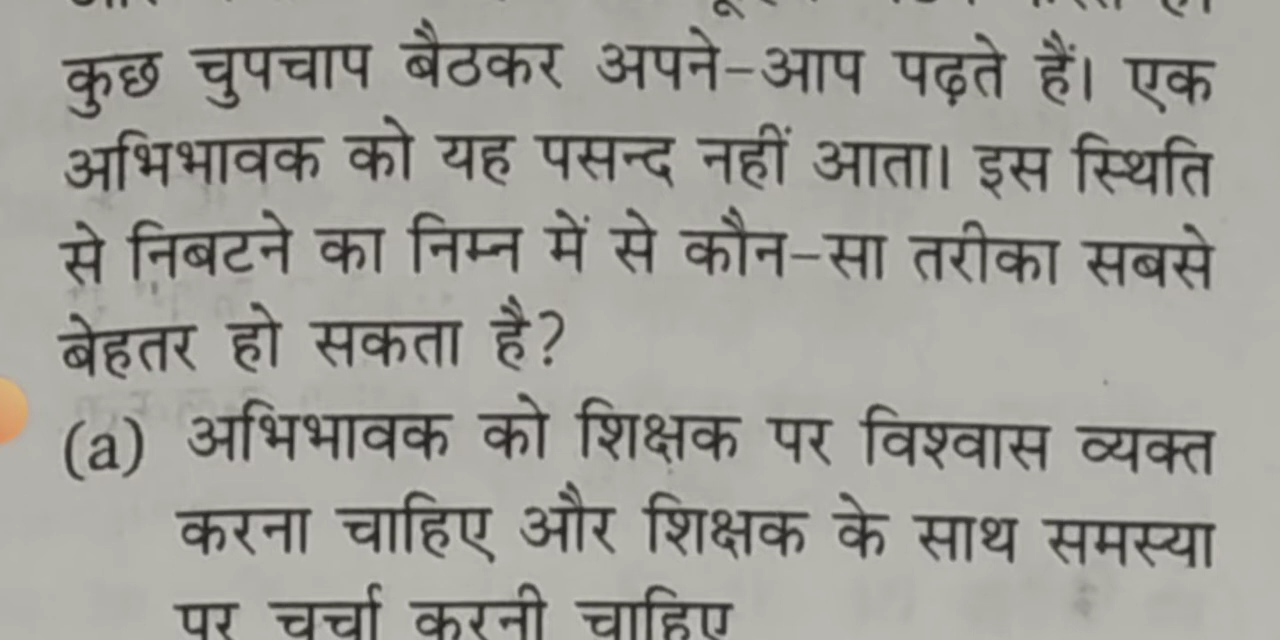 कुछ चुपचाप बैठकर अपने-आप पढ़ते हैं। एक
अभिभावक को यह पसन्द नहीं आता। इस स्थिति
से निबटने का निम्न में से कौन-सा तरीका सबसे
बेहतर हो सकता है?
(a) अभिभावक को शिक्षक पर विश्वास व्यक्त
करना चाहिए और शिक्षक के साथ समस्या
पर चर्चा करनी चाहिए